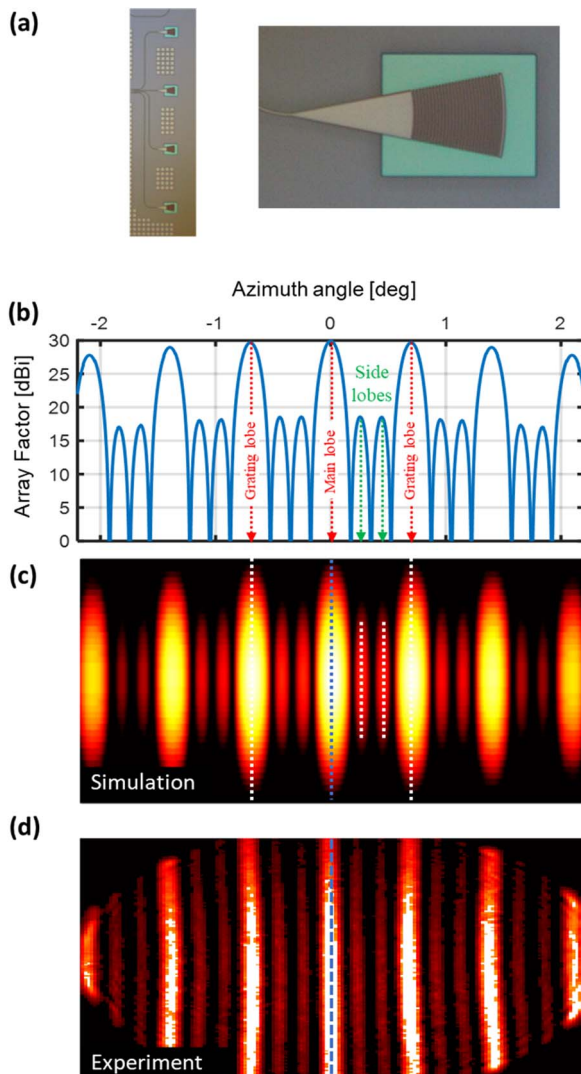 (a)
Azimuth angle [deg]
(b)
-2 -1 0 1 2
Array Factor [dBi]
30
25
20
15
10
5
0
Grating lobe
Main lobe
Side
lobes
Grating lobe
(c)
Simulation
(d)
Experiment